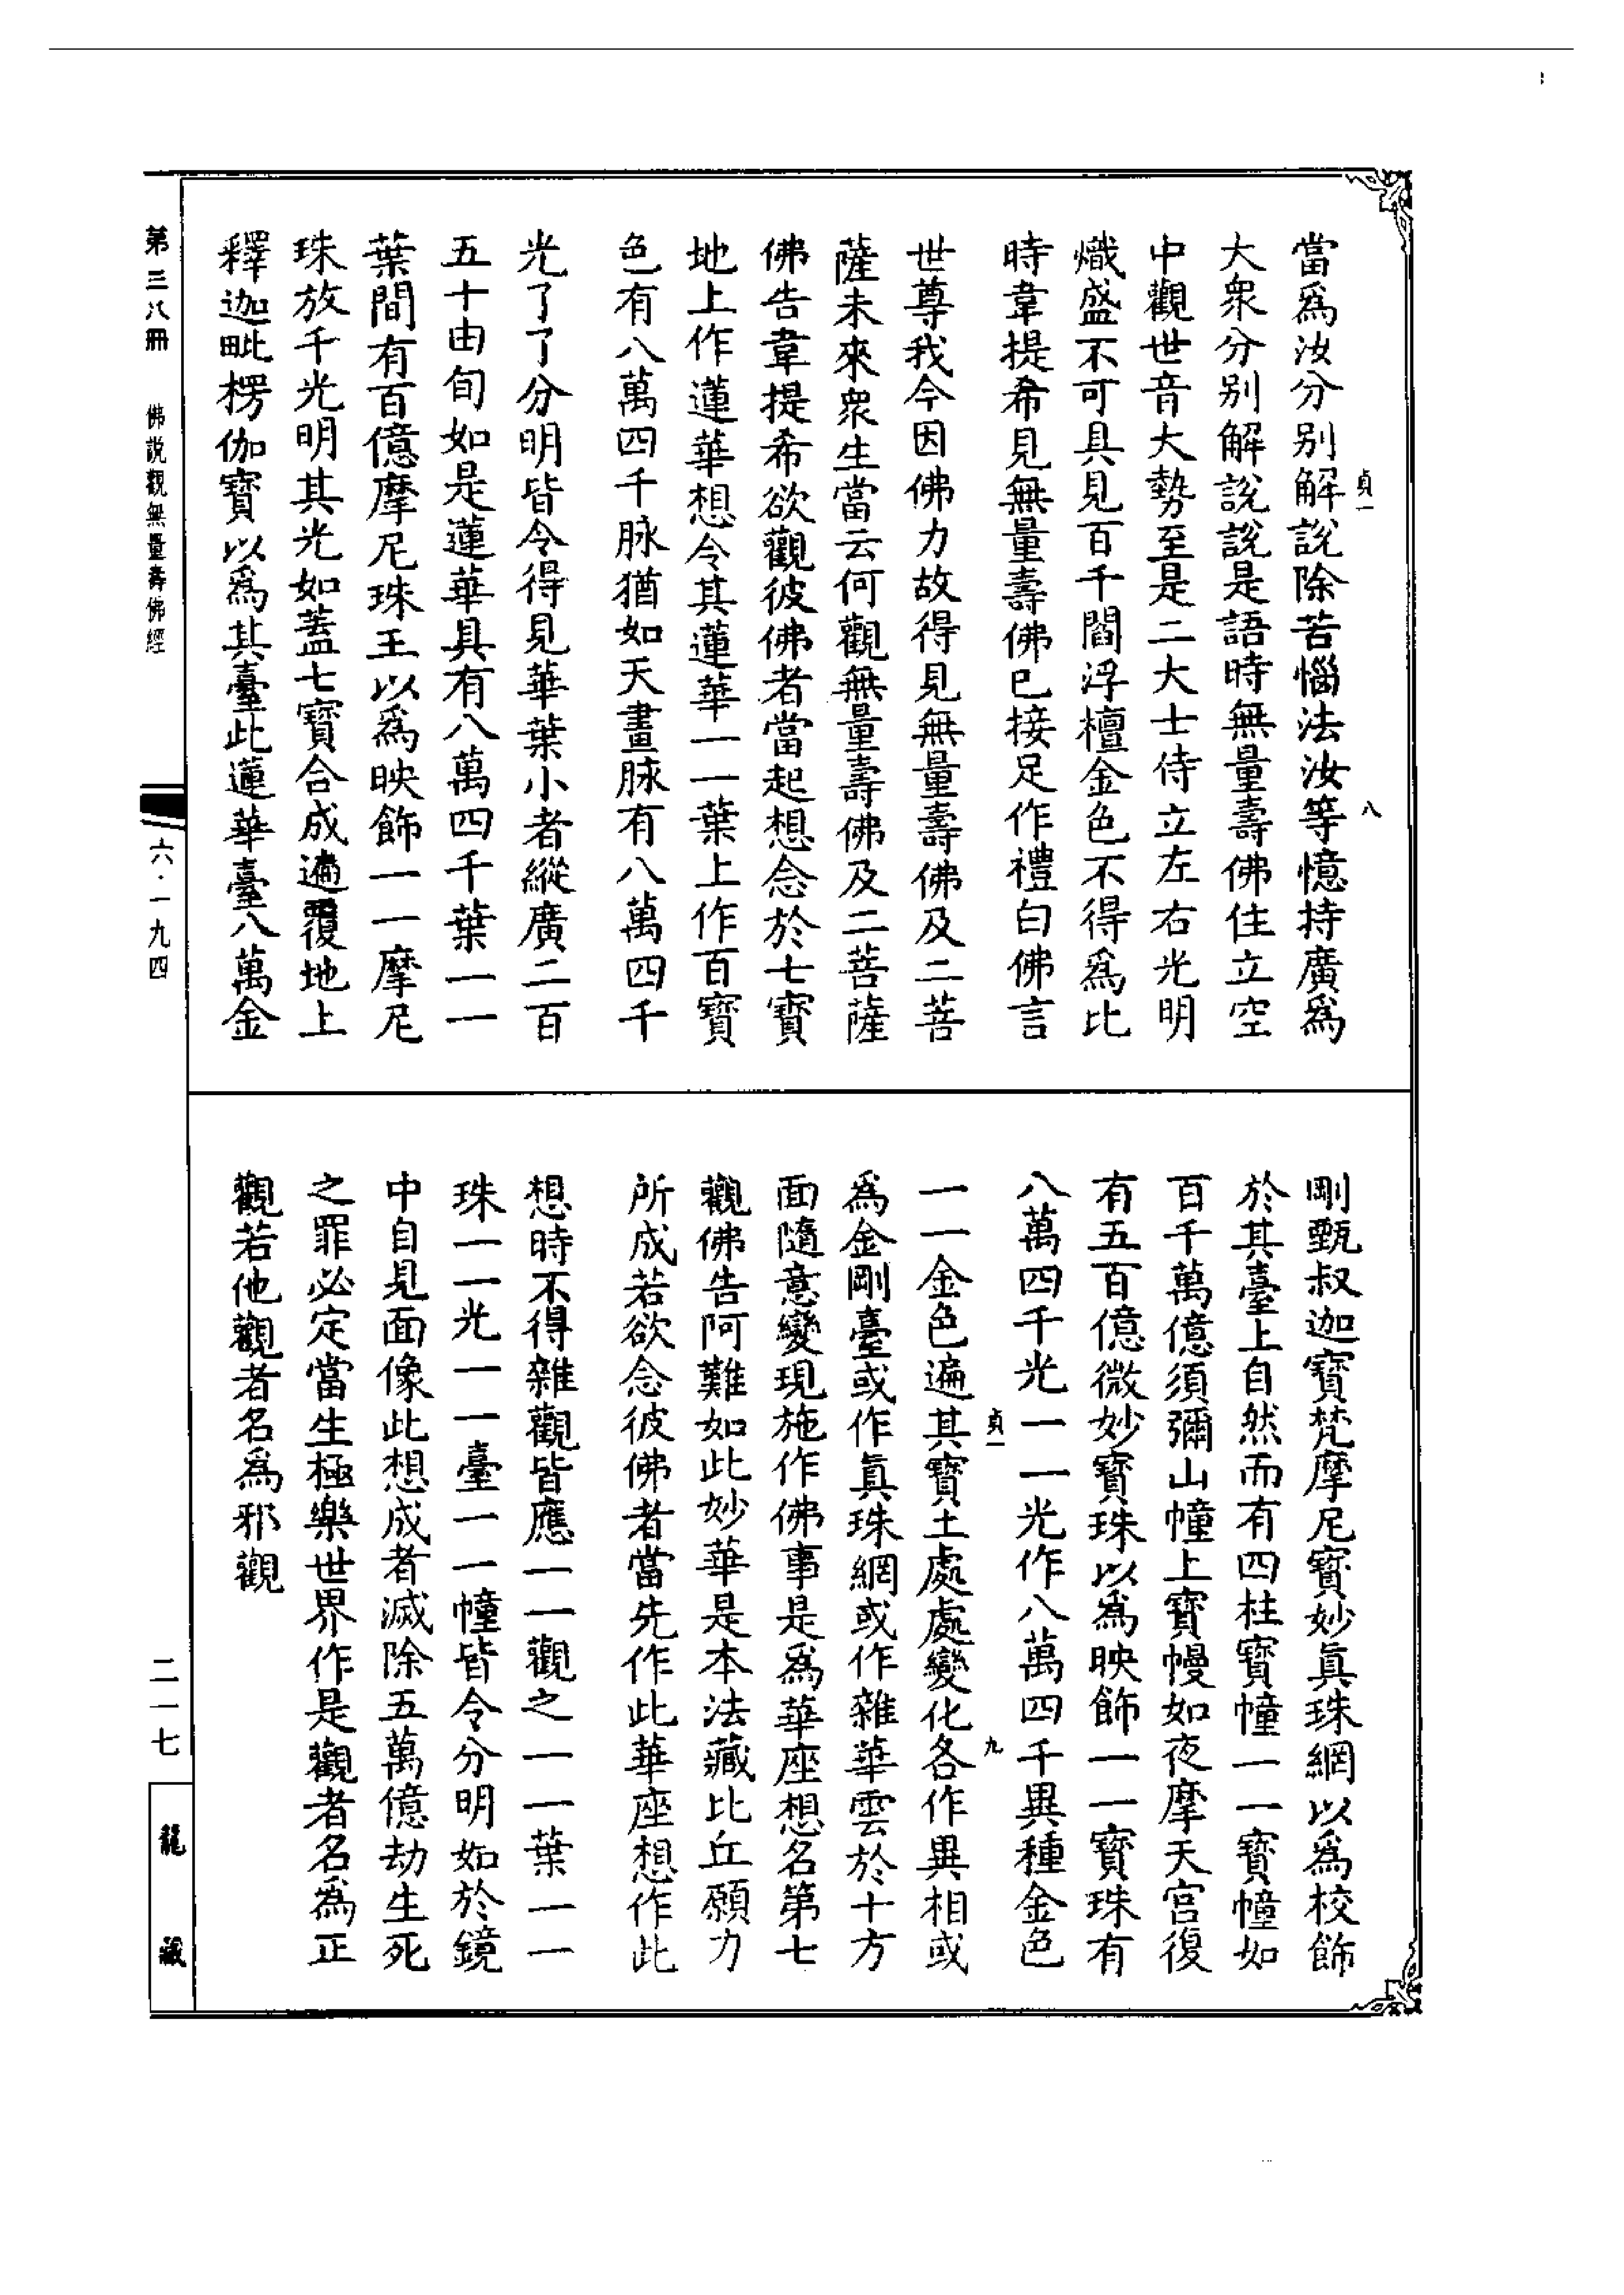 當爲汝分别解説除苦惱法汝等憶持廣爲
大衆分别解説説是語時無量壽佛住立空
中觀世音大勢至是二大士侍立左右光明
熾盛不可具見百千閻浮檀金色不得爲比
時韋提希見無量壽佛已接足作禮白佛言
世尊我今因佛力故得見無量壽佛及二菩
薩未來衆生當云何觀無量壽佛及二菩薩
佛告韋提希欲觀彼佛者當起想念於七寶
地上作蓮華想令其蓮華一一葉上作百寶
色有八萬四千脉猶如天畫脉有八萬四千
光了了分明皆令得見華葉小者縱廣二百
五十由旬如是蓮華具有八萬四千葉一一
葉間有百億摩尼珠王以爲映飾一一摩尼
珠放千光明其光如蓋七寶合成遍覆地上
釋迦毗楞伽寶以爲其臺此蓮華臺八萬金
貞一
八
剛甄叔迦寶梵摩尼寶妙真珠網以爲校飾
於其臺上自然而有四柱寶幢一一寶幢如
百千萬億須彌山幢上寶幔如夜摩天宫復
有五百億微妙寶珠以爲映飾一一寶珠有
八萬四千光一一光作八萬四千異種金色
一一金色遍其寶土處處變化各作異相或
爲金剛臺或作真珠網或作雜華雲於十方
面隨意變現施作佛事是爲華座想名第七
觀佛告阿難如此妙華是本法藏比丘願力
所成若欲念彼佛者當先作此華座想作此
想時不得雜觀皆應一一觀之一一葉一一
珠一一光一一臺一一幢皆令分明如於鏡
中自見面像此想成者滅除五萬億劫生死
之罪必定當生極樂世界作是觀者名爲正
觀若他觀者名爲邪觀
貞一
九
第三八冊 佛説觀無量壽佛經
六·一九四
二一七
龍藏